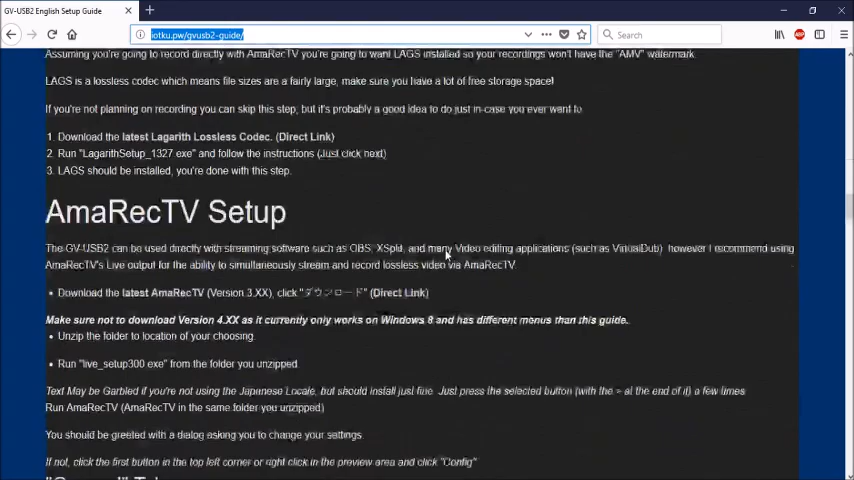 GV-USB2 English Setup Guide
iotku.pw/gvusb2-guide/
Search
Assuming you're going to record directly with AmaRecTV you're going to want LAGS installed so your recordings won't have the "AMV" watermark.
LAGS is a lossless codec which means file sizes are a fairly large, make sure you have a lot of free storage space!
If you're not planning on recording you can skip this step, but it's probably a good idea to do just in-case you ever want to.
1. Download the latest Lagarith Lossless Codec. (Direct Link)
2. Run "LagarithSetup_1327 exe" and follow the instructions (Just click next)
3. LAGS should be installed, you're done with this step.
AmaRecTV Setup
The GV-USB2 can be used directly with streaming software such as OBS, XSplit, and many Video editing applications (such as VirtualDub) however I recommend using
AmaRecTV's Live output for the ability to simultaneously stream and record lossless video via AmaRecTV.
• Download the latest AmaRecTV (Version 3.XX), click "ダウンロード" (Direct Link)
Make sure not to download Version 4.XX as it currently only works on Windows 8 and has different menus than this guide.
• Unzip the folder to location of your choosing.
• Run "live_setup300 exe" from the folder you unzipped
Text May be Garbled if you're not using the Japanese Locale, but should install just fine. Just press the selected button (with the > at the end of it) a few times
Run AmaRecTV (AmaRecTV in the same folder you unzipped)
You should be greeted with a dialog asking you to change your settings
If not, click the first button in the top left corner or right click in the preview area and click "Config"